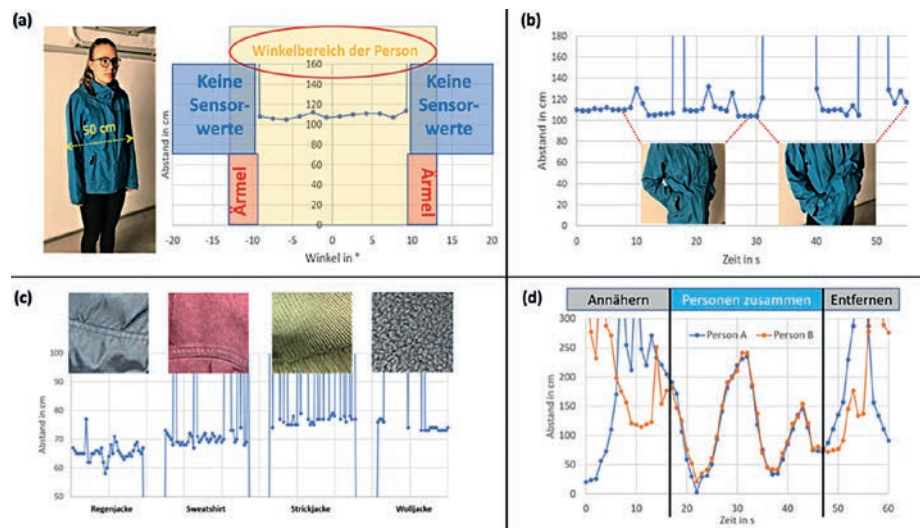 (a)
50 cm
Winkelbereich der Person
Keine
Sensor-
werte
Keine
Sensor-
werte
Ärmel
Ärmel
Abstand in cm
160
140
120
100
80
60
40
20
0
-20
-15
-10
-5
0
5
10
15
20
Winkel in °
(b)
Abstand in cm
180
160
140
120
100
80
60
40
20
0
0
10
20
30
40
50
Zeit in s
(c)
Abstand in cm
100
90
80
70
60
50
Regenjacke
Sweatshirt
Strickjacke
Wolljacke
(d)
Annähern
Personen zusammen
Entfernen
Person A
Person B
Abstand in cm
300
250
200
150
100
50
0
0
10
20
30
40
50
60
Zeit in s